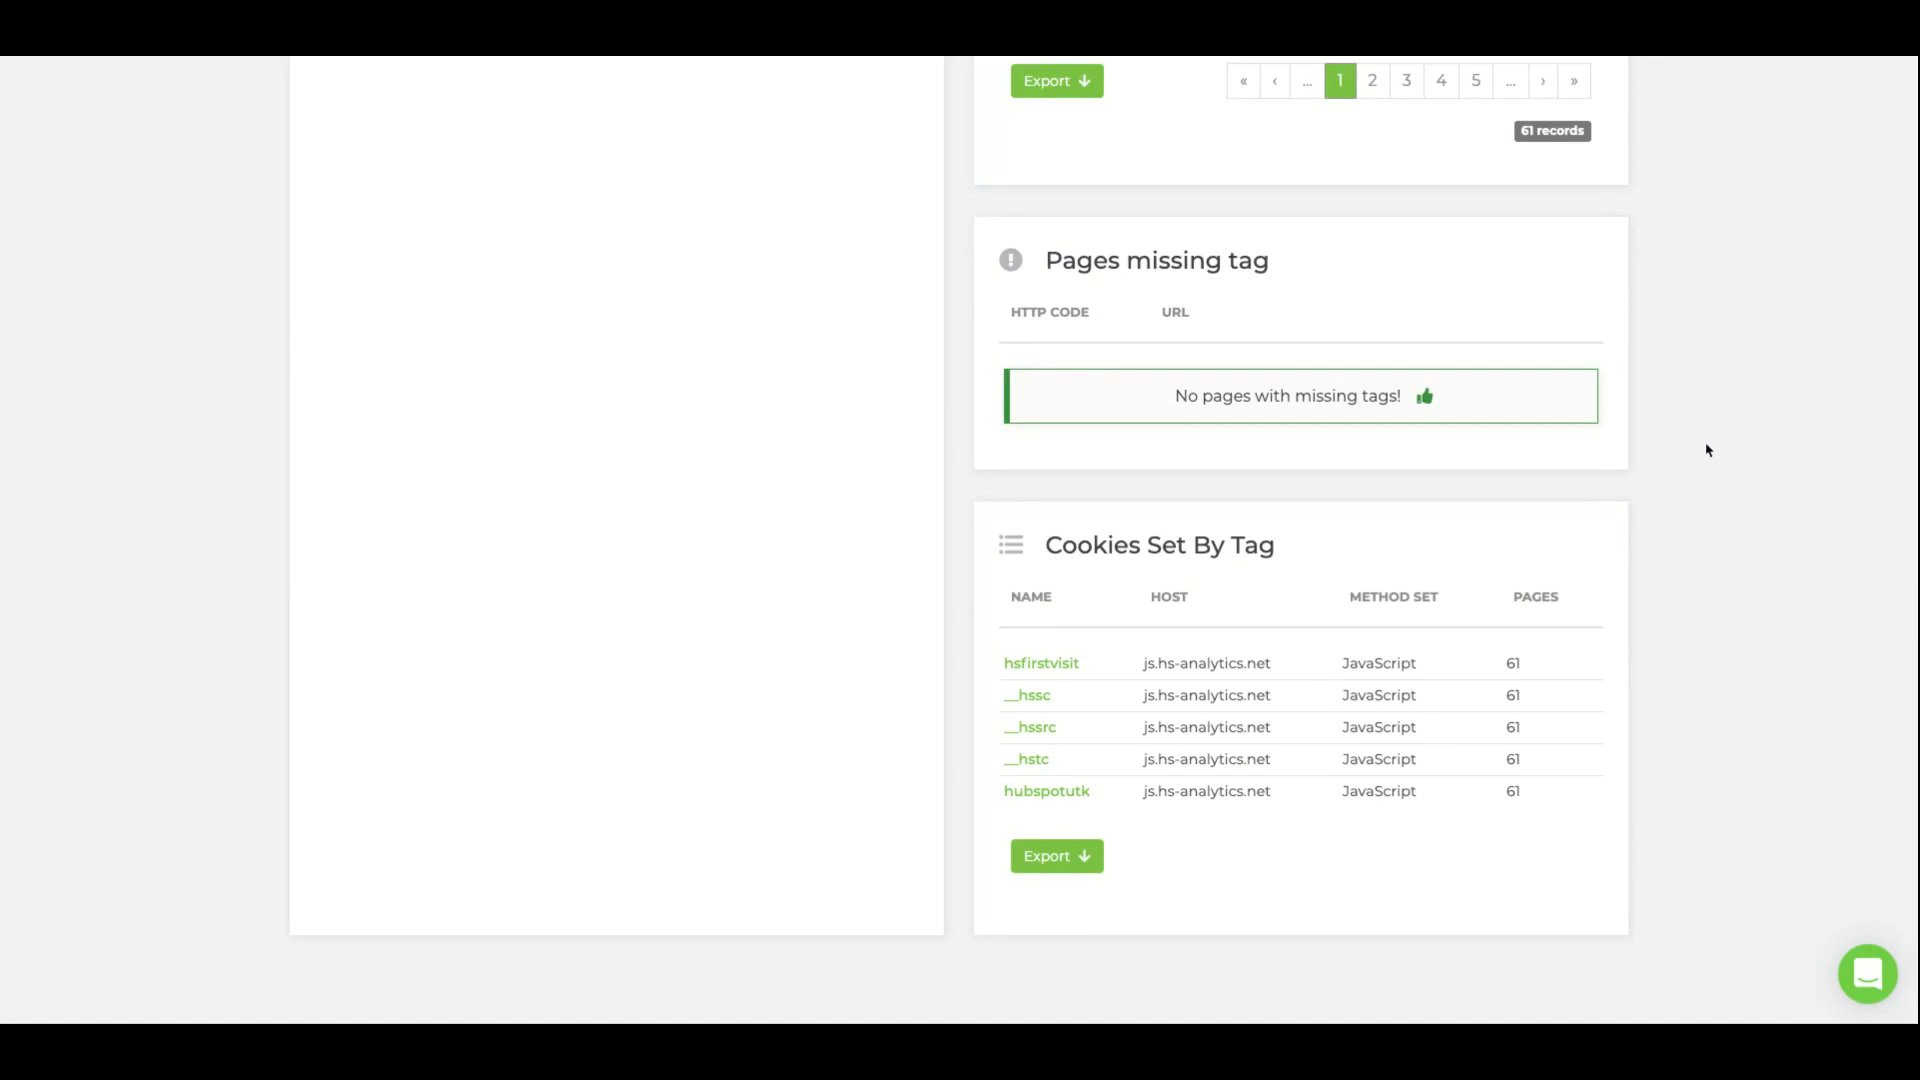 Export
« ‹ ... 1 2 3 4 5 ... › »
61 records
Pages missing tag
HTTP CODE URL
No pages with missing tags!
Cookies Set By Tag
NAME HOST METHOD SET PAGES
hsfirstvisit js.hs-analytics.net JavaScript 61
__hssc js.hs-analytics.net JavaScript 61
__hssrc js.hs-analytics.net JavaScript 61
__hstc js.hs-analytics.net JavaScript 61
hubspotutk js.hs-analytics.net JavaScript 61
Export